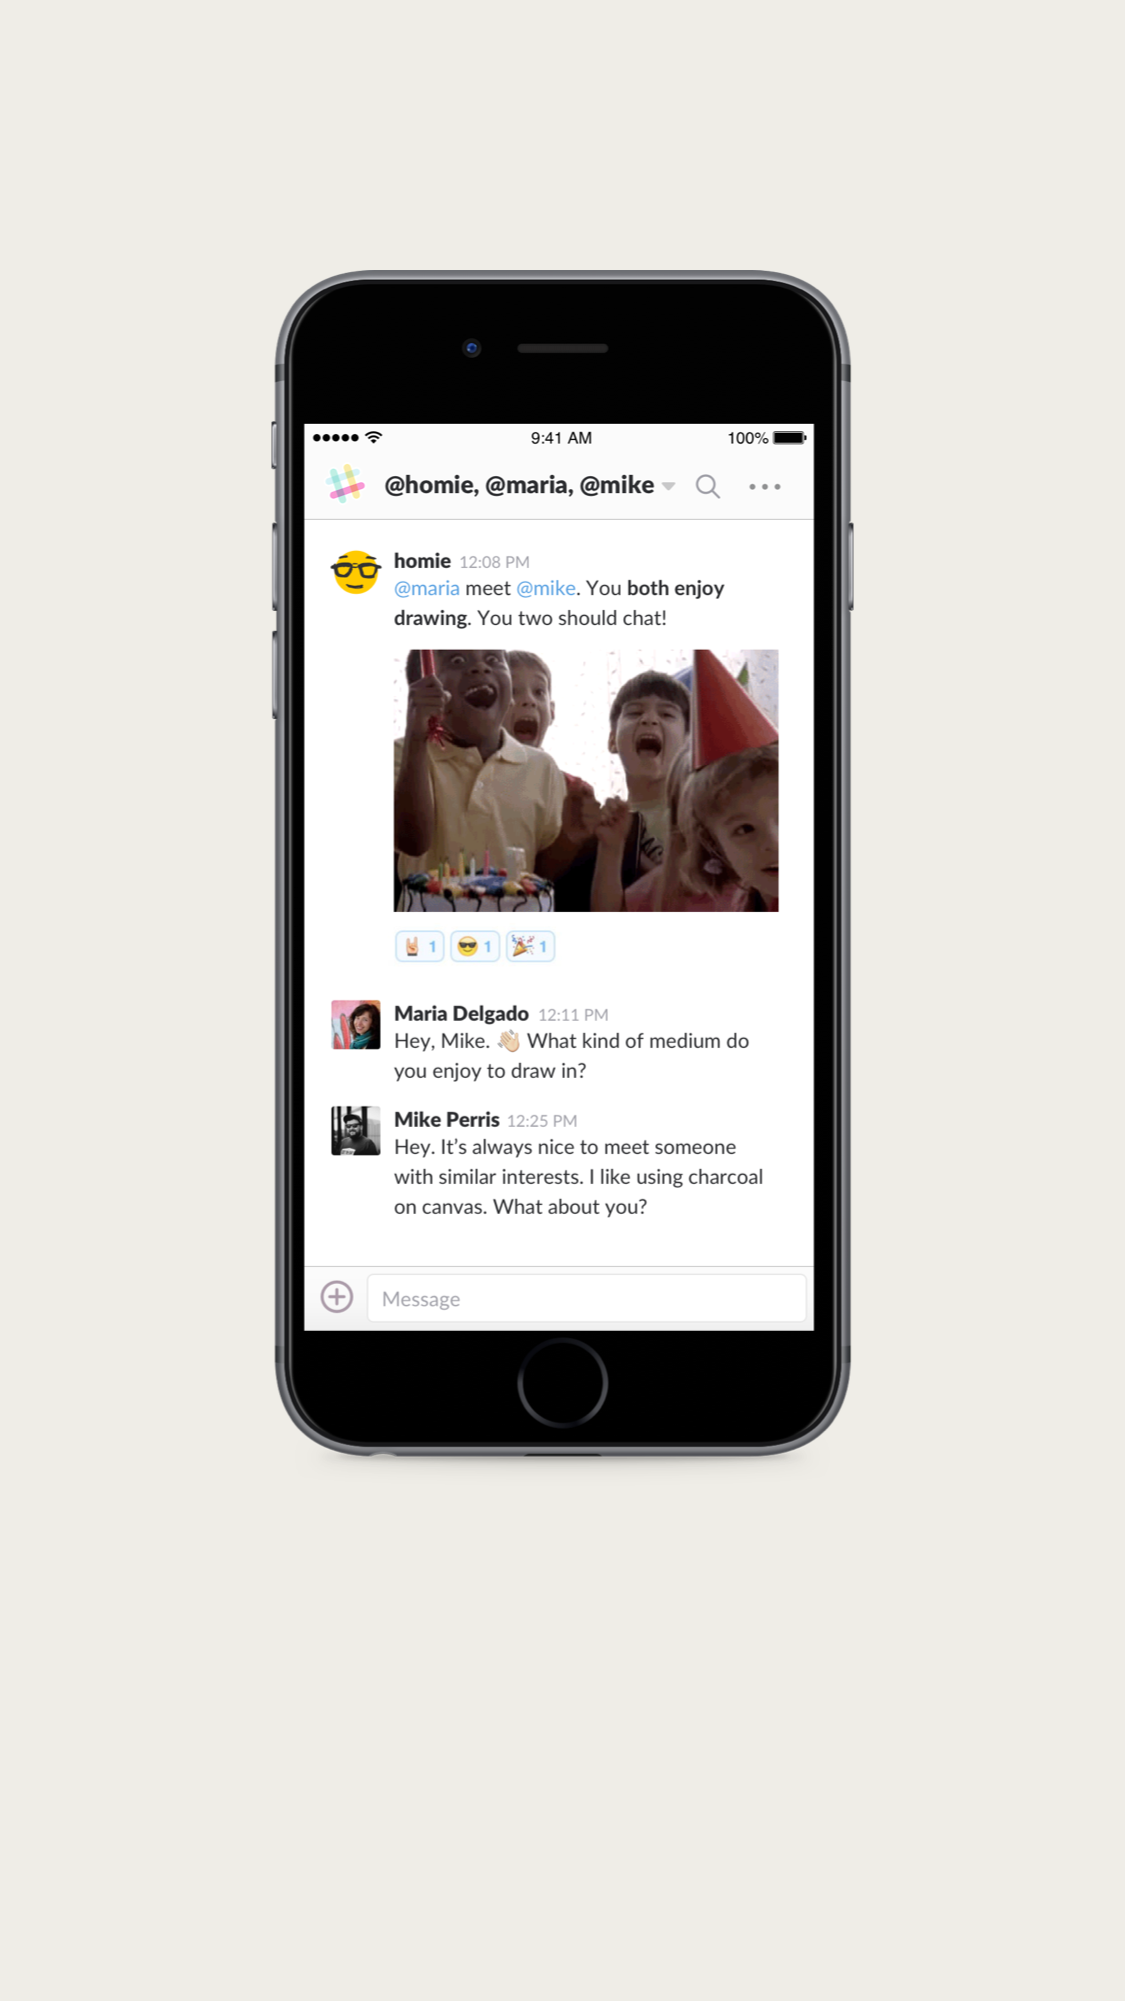 9:41 AM
100%
@homie, @maria, @mike
homie 12:08 PM
@maria meet @mike. You both enjoy
drawing. You two should chat!
1 1 1
Maria Delgado 12:11 PM
Hey, Mike. 👋🏼 What kind of medium do
you enjoy to draw in?
Mike Perris 12:25 PM
Hey. It’s always nice to meet someone
with similar interests. I like using charcoal
on canvas. What about you?
Message